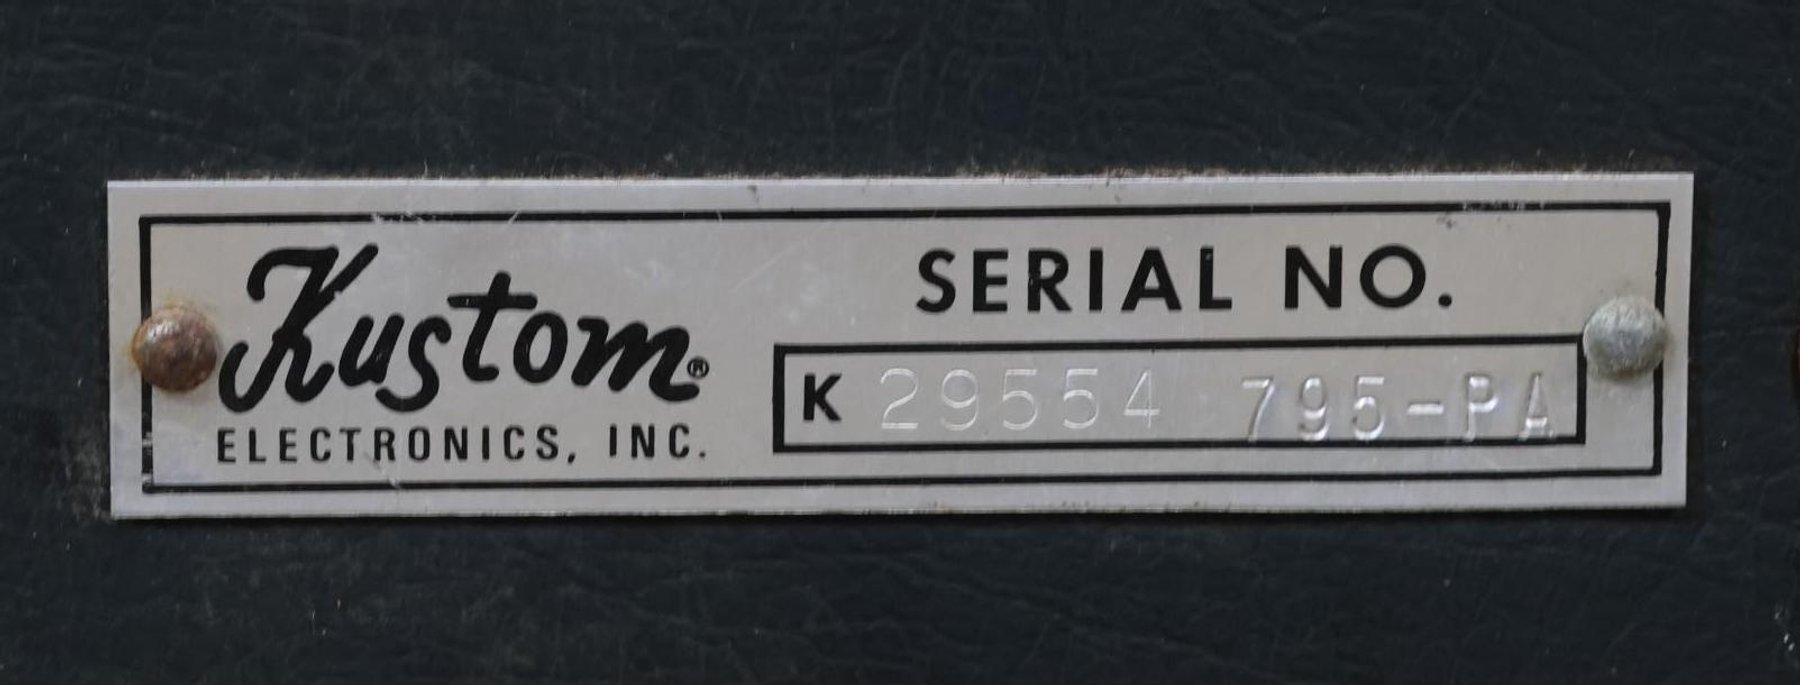 Kustom®
ELECTRONICS, INC.
SERIAL NO.
K 29554 795-PA